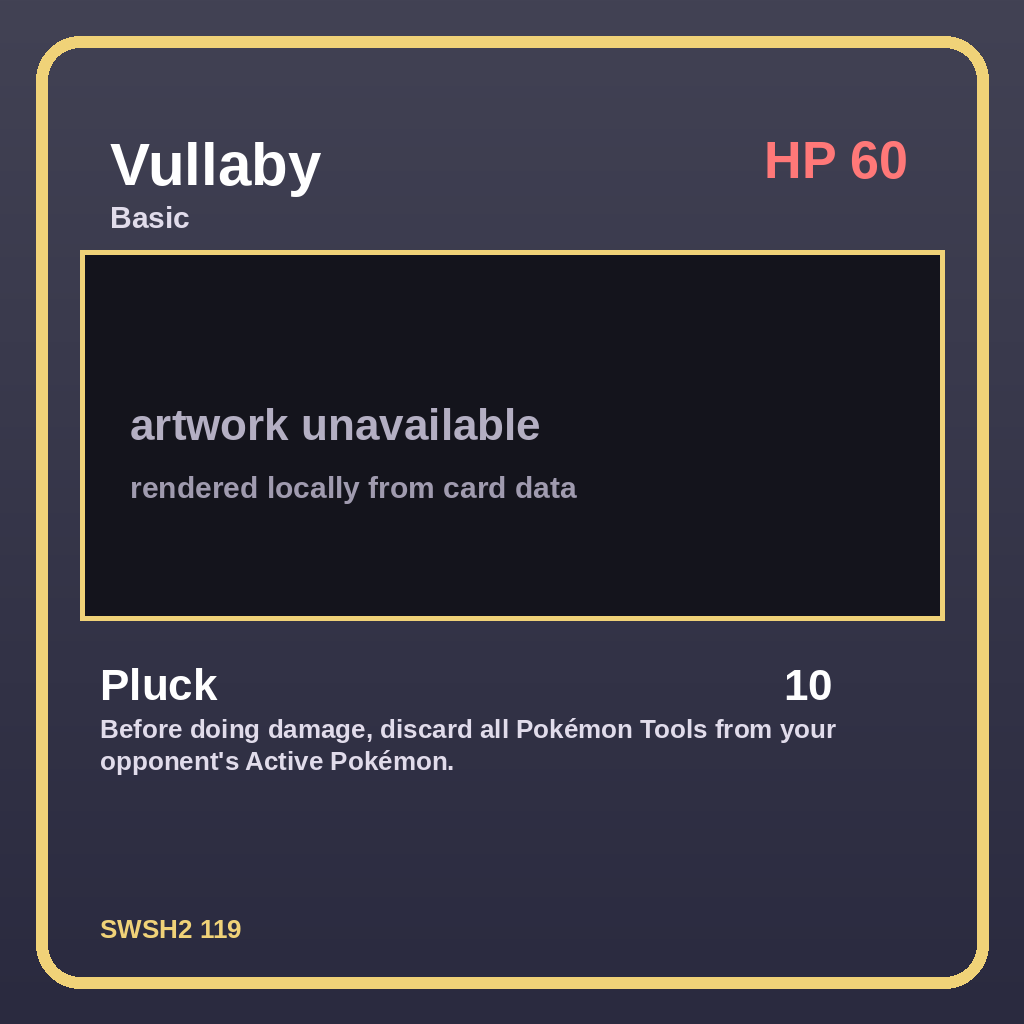 Vullaby
HP 60
Basic
artwork unavailable
rendered locally from card data
Pluck
10
Before doing damage, discard all Pokémon Tools from your
opponent's Active Pokémon.
SWSH2 119